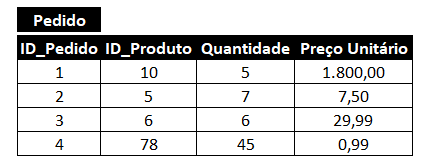 Pedido
ID_Pedido ID_Produto Quantidade Preço Unitário
1 10 5 1.800,00
2 5 7 7,50
3 6 6 29,99
4 78 45 0,99